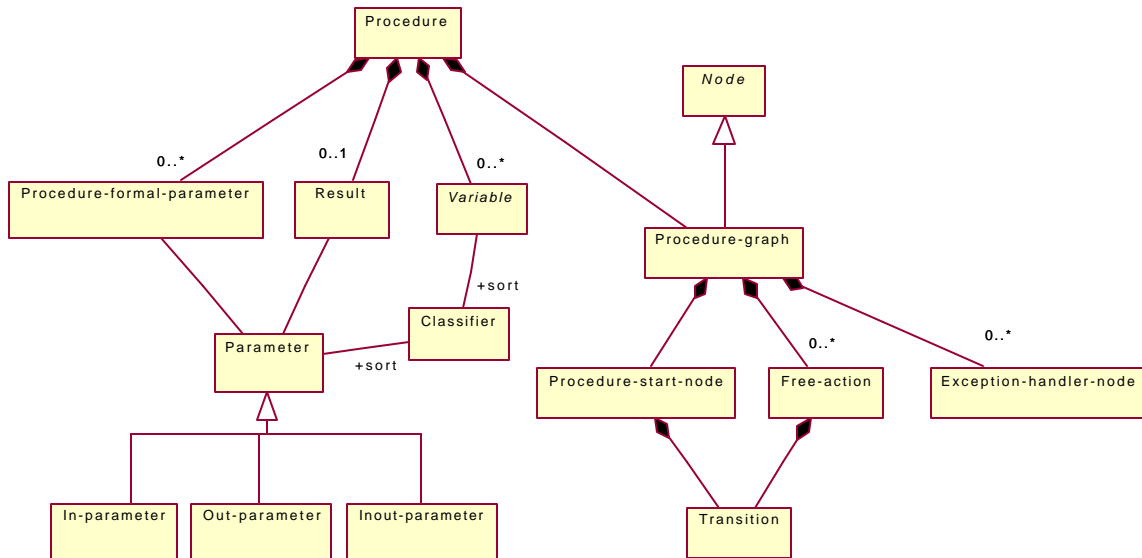 Procedure
Node
0..*
0..1
0..*
Procedure-formal-parameter
Result
Variable
Procedure-graph
+sort
Classifier
Parameter
+sort
0..*
0..*
Procedure-start-node
Free-action
Exception-handler-node
In-parameter
Out-parameter
Inout-parameter
Transition